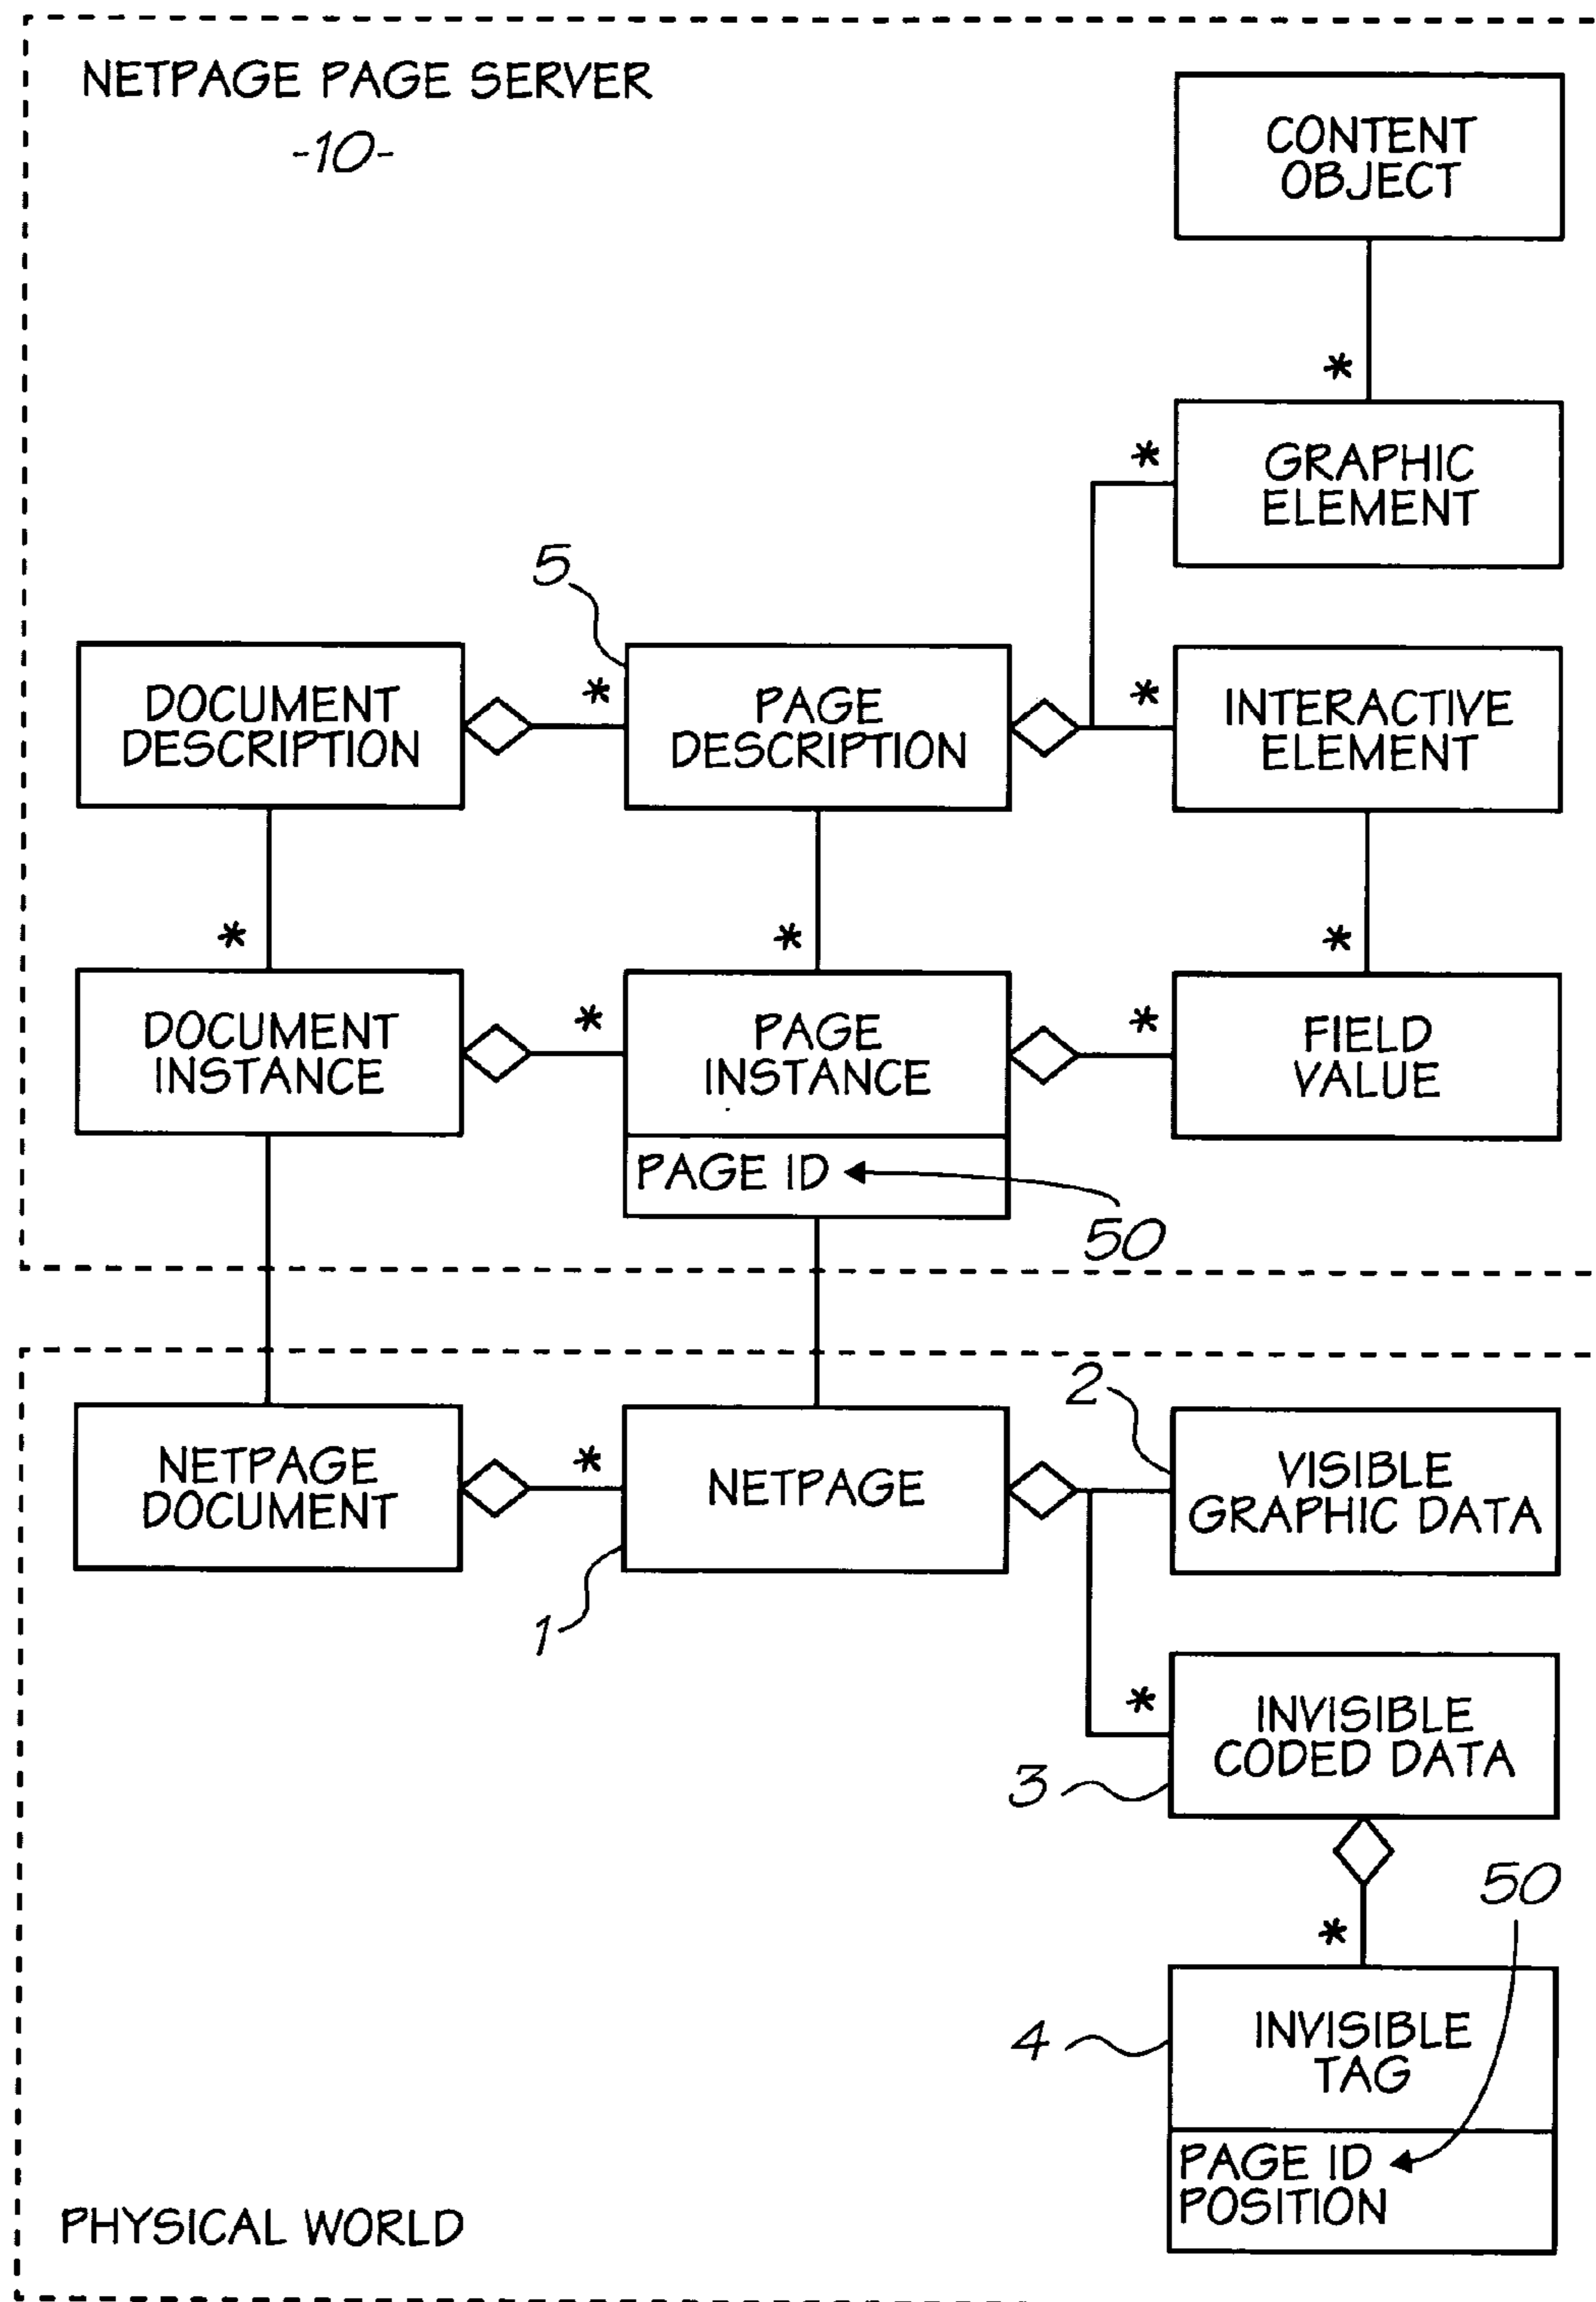 NETPAGE PAGE SERVER
-10-
CONTENT
OBJECT
*
*
GRAPHIC
ELEMENT
5
DOCUMENT
DESCRIPTION
*
PAGE
DESCRIPTION
*
INTERACTIVE
ELEMENT
*
*
*
DOCUMENT
INSTANCE
*
PAGE
INSTANCE
*
FIELD
VALUE
PAGE ID
50
NETPAGE
DOCUMENT
*
NETPAGE
1
2
VISIBLE
GRAPHIC DATA
*
INVISIBLE
CODED DATA
3
*
50
4
INVISIBLE
TAG
PAGE ID
POSITION
PHYSICAL WORLD